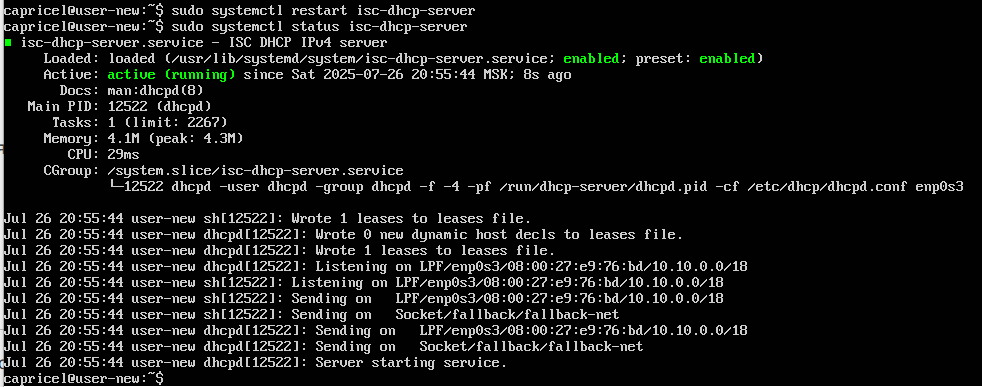 capricel@user-new:~$ sudo systemctl restart isc-dhcp-server
capricel@user-new:~$ sudo systemctl status isc-dhcp-server
■ isc-dhcp-server.service - ISC DHCP IPv4 server
     Loaded: loaded (/usr/lib/systemd/system/isc-dhcp-server.service; enabled; preset: enabled)
     Active: active (running) since Sat 2025-07-26 20:55:44 MSK; 8s ago
       Docs: man:dhcpd(8)
   Main PID: 12522 (dhcpd)
      Tasks: 1 (limit: 2267)
     Memory: 4.1M (peak: 4.3M)
        CPU: 29ms
     CGroup: /system.slice/isc-dhcp-server.service
             └─12522 dhcpd -user dhcpd -group dhcpd -f -4 -pf /run/dhcp-server/dhcpd.pid -cf /etc/dhcp/dhcpd.conf enp0s3

Jul 26 20:55:44 user-new sh[12522]: Wrote 1 leases to leases file.
Jul 26 20:55:44 user-new dhcpd[12522]: Wrote 0 new dynamic host decls to leases file.
Jul 26 20:55:44 user-new dhcpd[12522]: Wrote 1 leases to leases file.
Jul 26 20:55:44 user-new dhcpd[12522]: Listening on LPF/enp0s3/08:00:27:e9:76:bd/10.10.0.0/18
Jul 26 20:55:44 user-new sh[12522]: Listening on LPF/enp0s3/08:00:27:e9:76:bd/10.10.0.0/18
Jul 26 20:55:44 user-new sh[12522]: Sending on   LPF/enp0s3/08:00:27:e9:76:bd/10.10.0.0/18
Jul 26 20:55:44 user-new sh[12522]: Sending on   Socket/fallback/fallback-net
Jul 26 20:55:44 user-new dhcpd[12522]: Sending on   LPF/enp0s3/08:00:27:e9:76:bd/10.10.0.0/18
Jul 26 20:55:44 user-new dhcpd[12522]: Sending on   Socket/fallback/fallback-net
Jul 26 20:55:44 user-new dhcpd[12522]: Server starting service.
capricel@user-new:~$